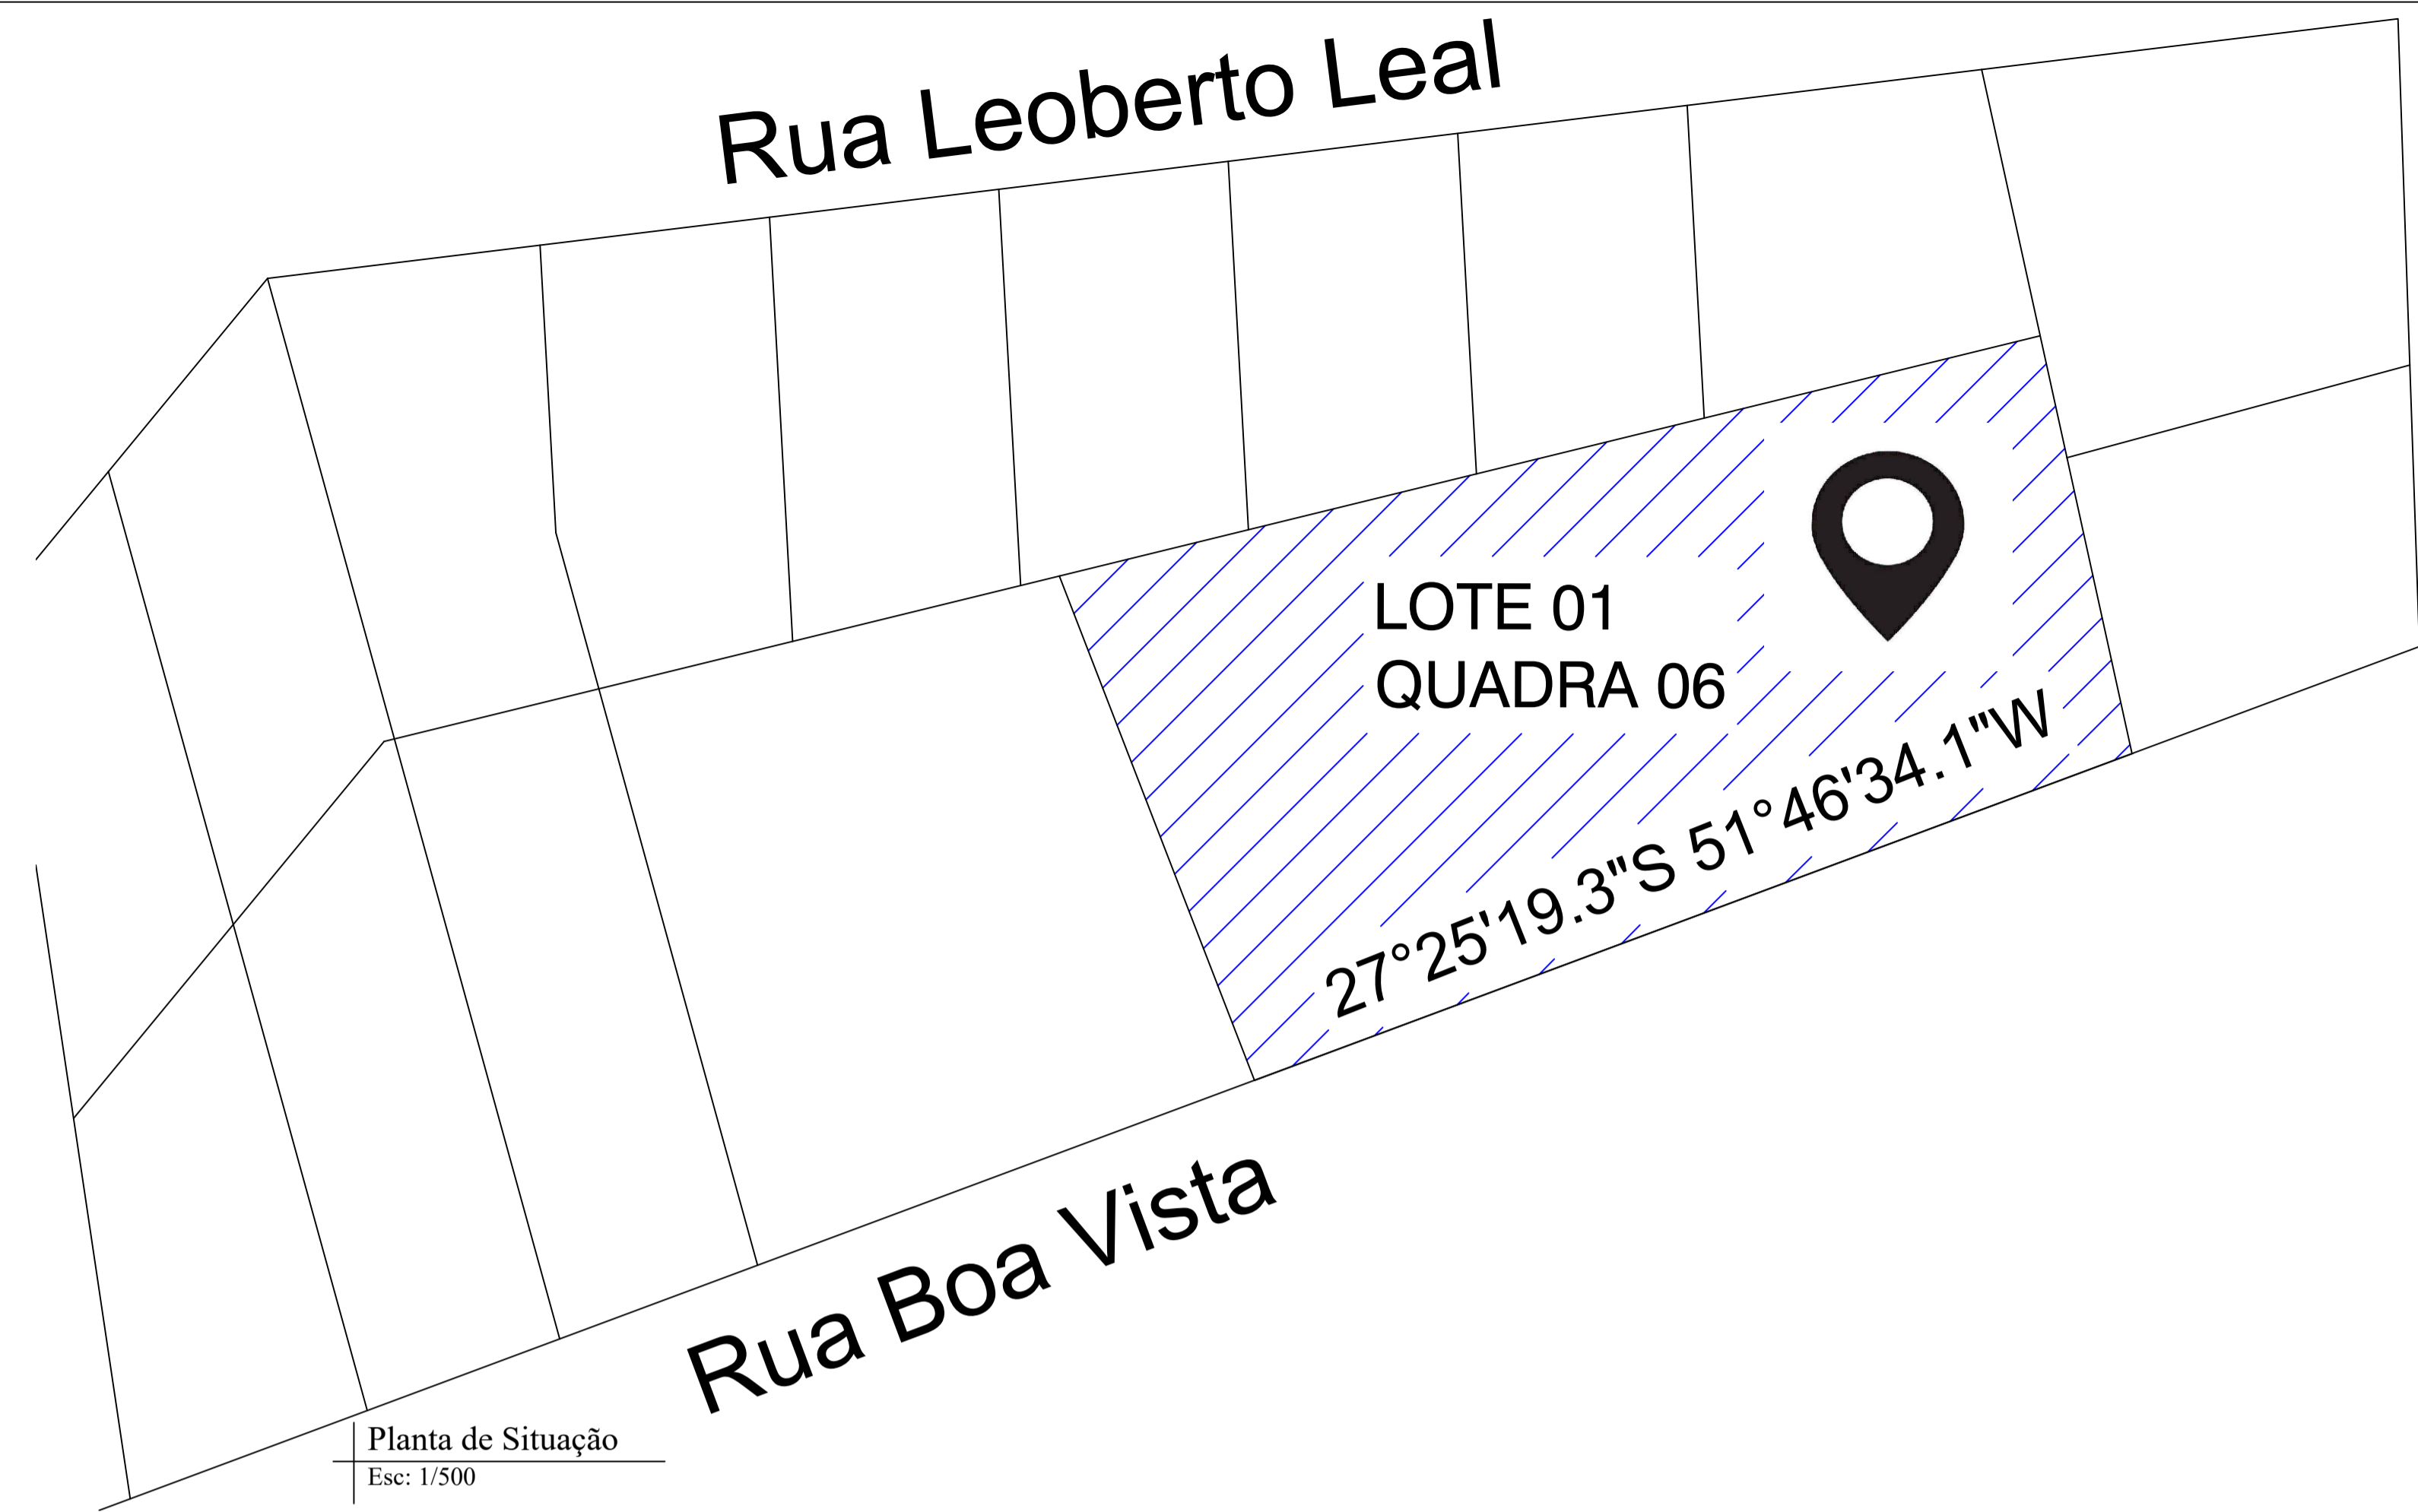 Rua Leoberto Leal
LOTE 01
QUADRA 06
27°25'19.3"S 51°46'34.1"W
Rua Boa Vista
Planta de Situação
Esc: 1/500